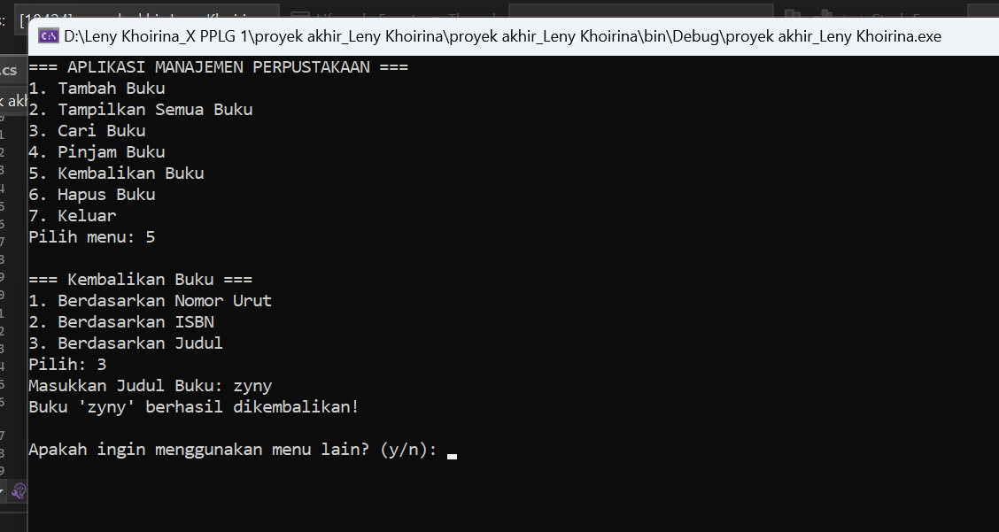 D:\Leny Khoirina_X PPLG 1\proyek akhir_Leny Khoirina\proyek akhir_Leny Khoirina\bin\Debug\proyek akhir_Leny Khoirina.exe
.cs
=== APLIKASI MANAJEMEN PERPUSTAKAAN ===
1. Tambah Buku
2. Tampilkan Semua Buku
3. Cari Buku
4. Pinjam Buku
5. Kembalikan Buku
6. Hapus Buku
7. Keluar
Pilih menu: 5
=== Kembalikan Buku ===
1. Berdasarkan Nomor Urut
2. Berdasarkan ISBN
3. Berdasarkan Judul
Pilih: 3
Masukkan Judul Buku: zyny
Buku 'zyny' berhasil dikembalikan!
Apakah ingin menggunakan menu lain? (y/n):